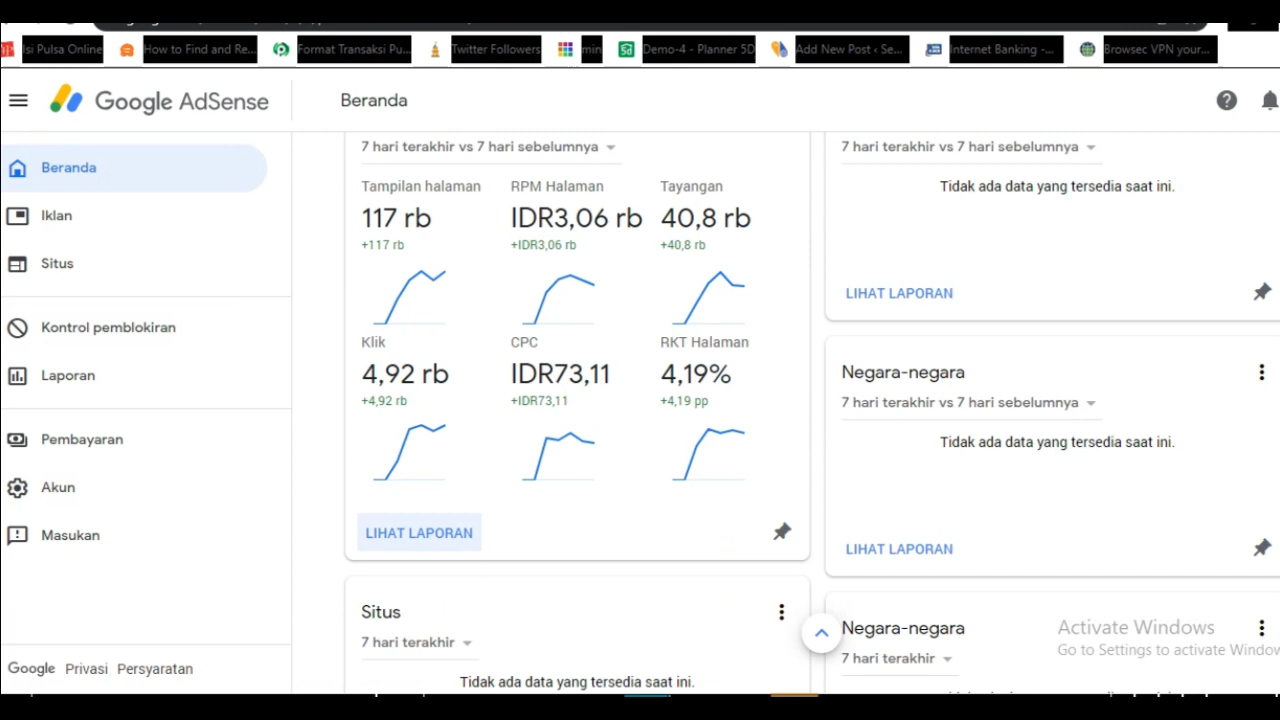 Isi Pulsa Online
How to Find and Re...
Format Transaksi Pu...
Twitter Followers
min
Demo-4 - Planner 5D
Add New Post ‹ Se...
Internet Banking -...
Browsec VPN your...
Google AdSense
Beranda
Beranda
Iklan
Situs
Kontrol pemblokiran
Laporan
Pembayaran
Akun
Masukan
Google Privasi Persyaratan
7 hari terakhir vs 7 hari sebelumnya
Tampilan halaman
117 rb
+117 rb
RPM Halaman
IDR3,06 rb
+IDR3,06 rb
Tayangan
40,8 rb
+40,8 rb
Klik
4,92 rb
+4,92 rb
CPC
IDR73,11
+IDR73,11
RKT Halaman
4,19%
+4,19 pp
LIHAT LAPORAN
Situs
7 hari terakhir
Tidak ada data yang tersedia saat ini.
7 hari terakhir vs 7 hari sebelumnya
Tidak ada data yang tersedia saat ini.
LIHAT LAPORAN
Negara-negara
7 hari terakhir vs 7 hari sebelumnya
Tidak ada data yang tersedia saat ini.
LIHAT LAPORAN
Negara-negara
7 hari terakhir
Activate Windows
Go to Settings to activate Windows